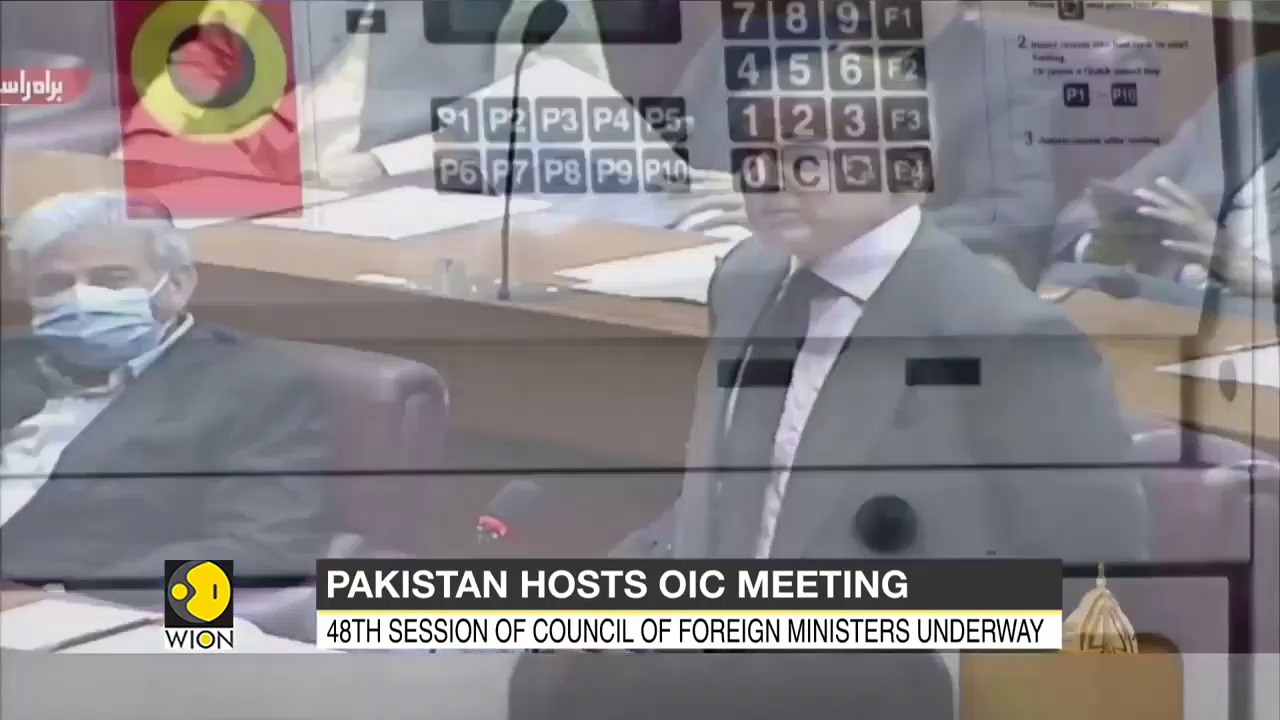 7 8 9 F1
4 5 6 F2
1 2 3 F3
0 C
P1 P2 P3 P4 P5
P6 P7 P8 P9 P10
2
P1 - P10
3
براه راس
WION
PAKISTAN HOSTS OIC MEETING
48TH SESSION OF COUNCIL OF FOREIGN MINISTERS UNDERWAY